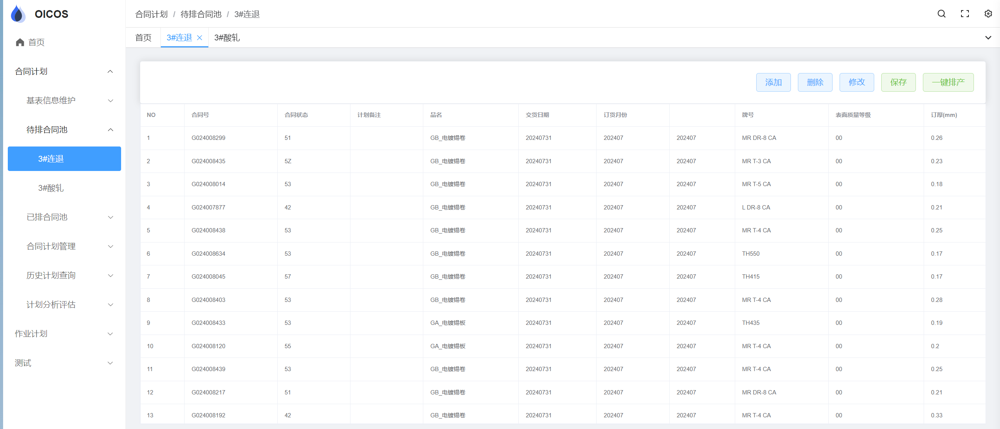 OICOS
首页
合同计划
基表信息维护
待排合同池
3#连退
3#酸轧
已排合同池
合同计划管理
历史计划查询
计划分析评估
作业计划
测试
合同计划 / 待排合同池 / 3#连退
首页 3#连退 3#酸轧
添加 删除 修改 保存 一键排产
NO 合同号 合同状态 计划备注 品名 交货日期 订货月份 牌号 表面质量等级 订厚(mm)
1 G024008299 51 GB_电镀锡卷 20240731 202407 202407 MR DR-8 CA 00 0.26
2 G024008435 5Z GB_电镀锡卷 20240731 202407 202407 MR T-3 CA 00 0.23
3 G024008014 53 GB_电镀锡卷 20240731 202407 202407 MR T-5 CA 00 0.18
4 G024007877 42 GB_电镀锡卷 20240731 202407 202407 L DR-8 CA 00 0.21
5 G024008438 53 GB_电镀锡卷 20240731 202407 202407 MR T-4 CA 00 0.25
6 G024008634 53 GB_电镀锡卷 20240731 202407 202407 TH550 00 0.17
7 G024008045 57 GB_电镀锡卷 20240731 202407 202407 TH415 00 0.17
8 G024008403 53 GB_电镀锡卷 20240731 202407 202407 MR T-4 CA 00 0.28
9 G024008433 53 GA_电镀锡板 20240731 202407 202407 TH435 00 0.19
10 G024008120 55 GA_电镀锡板 20240731 202407 202407 MR T-4 CA 00 0.2
11 G024008439 53 GB_电镀锡卷 20240731 202407 202407 MR T-4 CA 00 0.25
12 G024008217 51 GB_电镀锡卷 20240731 202407 202407 MR DR-8 CA 00 0.21
13 G024008192 42 GB_电镀锡卷 20240731 202407 202407 MR T-4 CA 00 0.33